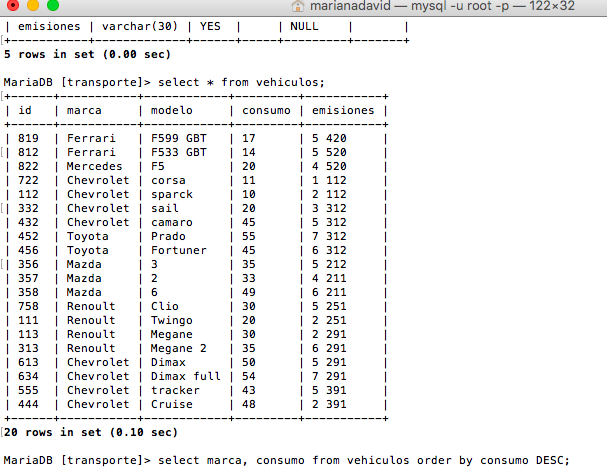 marianadavid — mysql -u root -p — 122×32
| emisiones | varchar(30) | YES  |     | NULL    |       |
+-----------+-------------+------+-----+---------+-------+
5 rows in set (0.00 sec)
MariaDB [transporte]> select * from vehiculos;
+------+-----------+------------+---------+-----------+
| id   | marca     | modelo     | consumo | emisiones |
+------+-----------+------------+---------+-----------+
| 819  | Ferrari   | F599 GBT   | 17      | 5 420     |
| 812  | Ferrari   | F533 GBT   | 14      | 5 520     |
| 822  | Mercedes  | F5         | 20      | 4 520     |
| 722  | Chevrolet | corsa      | 11      | 1 112     |
| 112  | Chevrolet | sparck     | 10      | 2 112     |
| 332  | Chevrolet | sail       | 20      | 3 312     |
| 432  | Chevrolet | camaro     | 45      | 5 312     |
| 452  | Toyota    | Prado      | 55      | 7 312     |
| 456  | Toyota    | Fortuner   | 45      | 6 312     |
| 356  | Mazda     | 3          | 35      | 5 212     |
| 357  | Mazda     | 2          | 33      | 4 211     |
| 358  | Mazda     | 6          | 49      | 6 211     |
| 758  | Renoult   | Clio       | 30      | 5 251     |
| 111  | Renoult   | Twingo     | 20      | 2 251     |
| 113  | Renoult   | Megane     | 30      | 2 291     |
| 313  | Renoult   | Megane 2   | 35      | 6 291     |
| 613  | Chevrolet | Dimax      | 50      | 5 291     |
| 634  | Chevrolet | Dimax full | 54      | 7 291     |
| 555  | Chevrolet | tracker    | 43      | 5 391     |
| 444  | Chevrolet | Cruise     | 48      | 2 391     |
+------+-----------+------------+---------+-----------+
20 rows in set (0.10 sec)
MariaDB [transporte]> select marca, consumo from vehiculos order by consumo DESC;